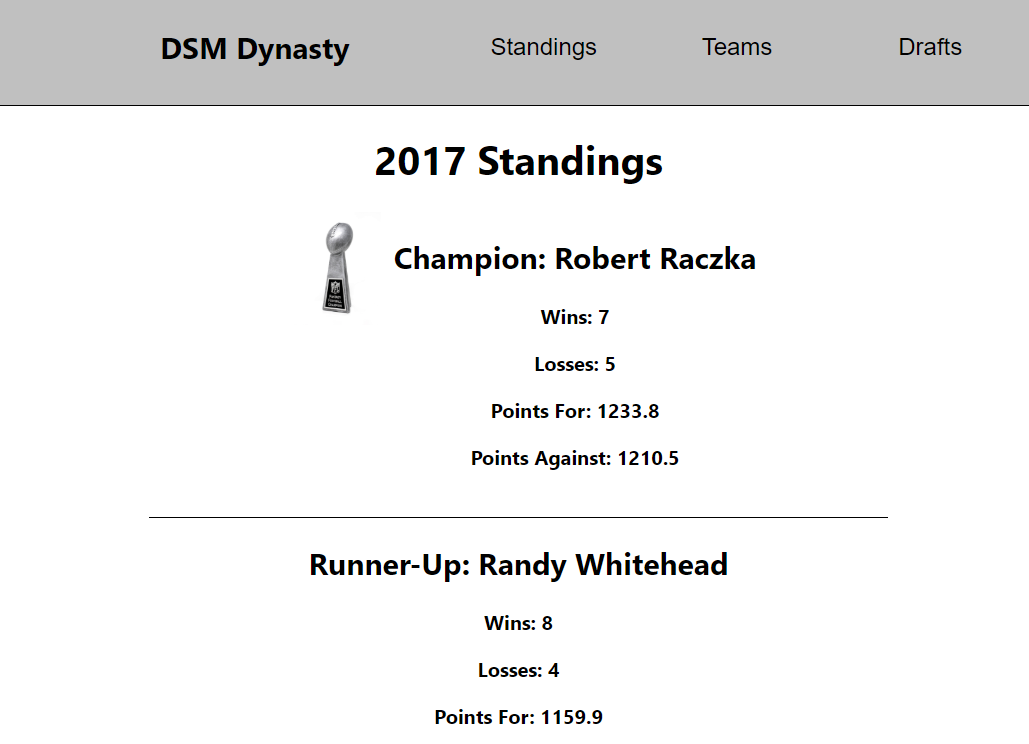 DSM Dynasty Standings Teams Drafts
2017 Standings
Champion: Robert Raczka
Wins: 7
Losses: 5
Points For: 1233.8
Points Against: 1210.5
Runner-Up: Randy Whitehead
Wins: 8
Losses: 4
Points For: 1159.9